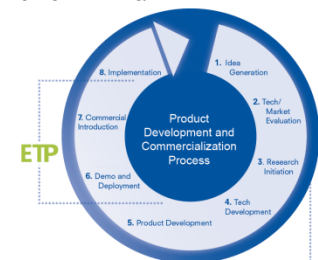 1. Idea
Generation
2. Tech/
Market
Evaluation
3. Research
Initiation
4. Tech
Development
5. Product Development
6. Demo and
Deployment
7. Commercial
Introduction
8. Implementation
Product
Development and
Commercialization
Process
ETP